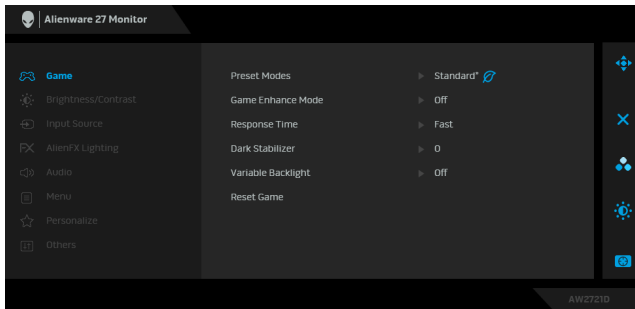 Alienware 27 Monitor
Game
Brightness/Contrast
Input Source
AlienFX Lighting
Audio
Menu
Personalize
Others
Preset Modes Standard*
Game Enhance Mode Off
Response Time Fast
Dark Stabilizer 0
Variable Backlight Off
Reset Game
AW2721D